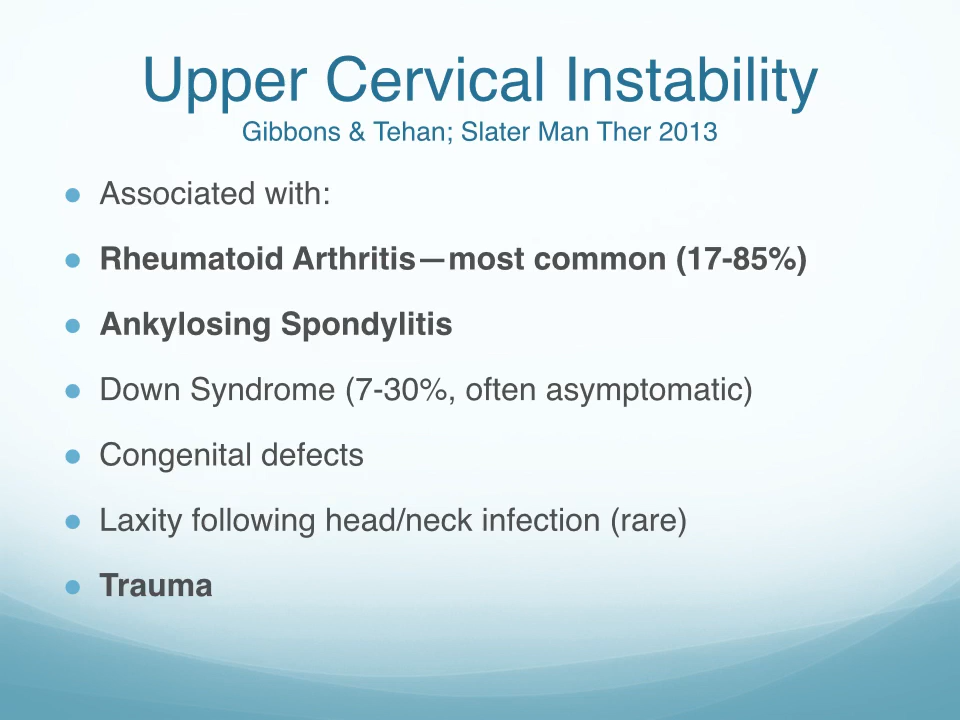 Upper Cervical Instability
Gibbons & Tehan; Slater Man Ther 2013
● Associated with:
● Rheumatoid Arthritis—most common (17-85%)
● Ankylosing Spondylitis
● Down Syndrome (7-30%, often asymptomatic)
● Congenital defects
● Laxity following head/neck infection (rare)
● Trauma